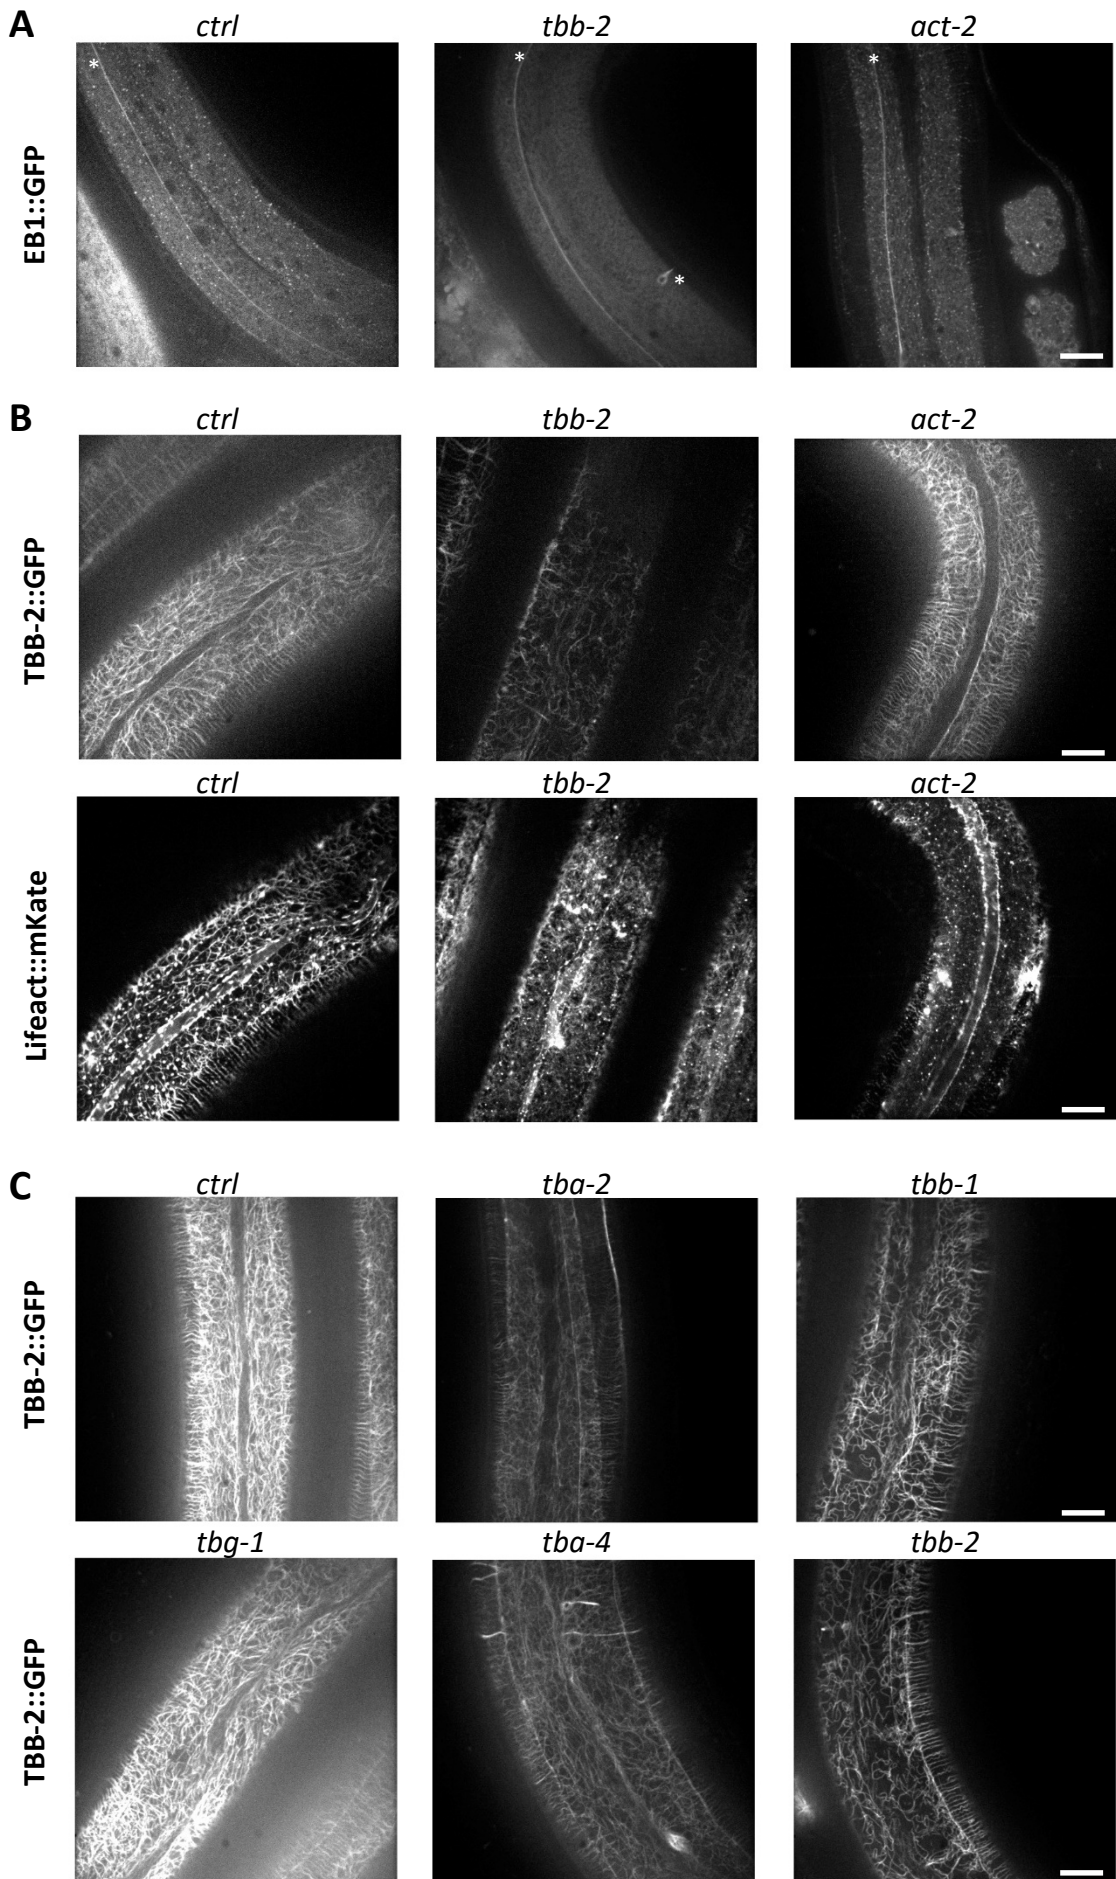 A
ctrl tbb-2 act-2
EB1::GFP
* * * *
B
ctrl tbb-2 act-2
TBB-2::GFP
ctrl tbb-2 act-2
Lifeact::mKate
C
ctrl tba-2 tbb-1
TBB-2::GFP
tbg-1 tba-4 tbb-2
TBB-2::GFP